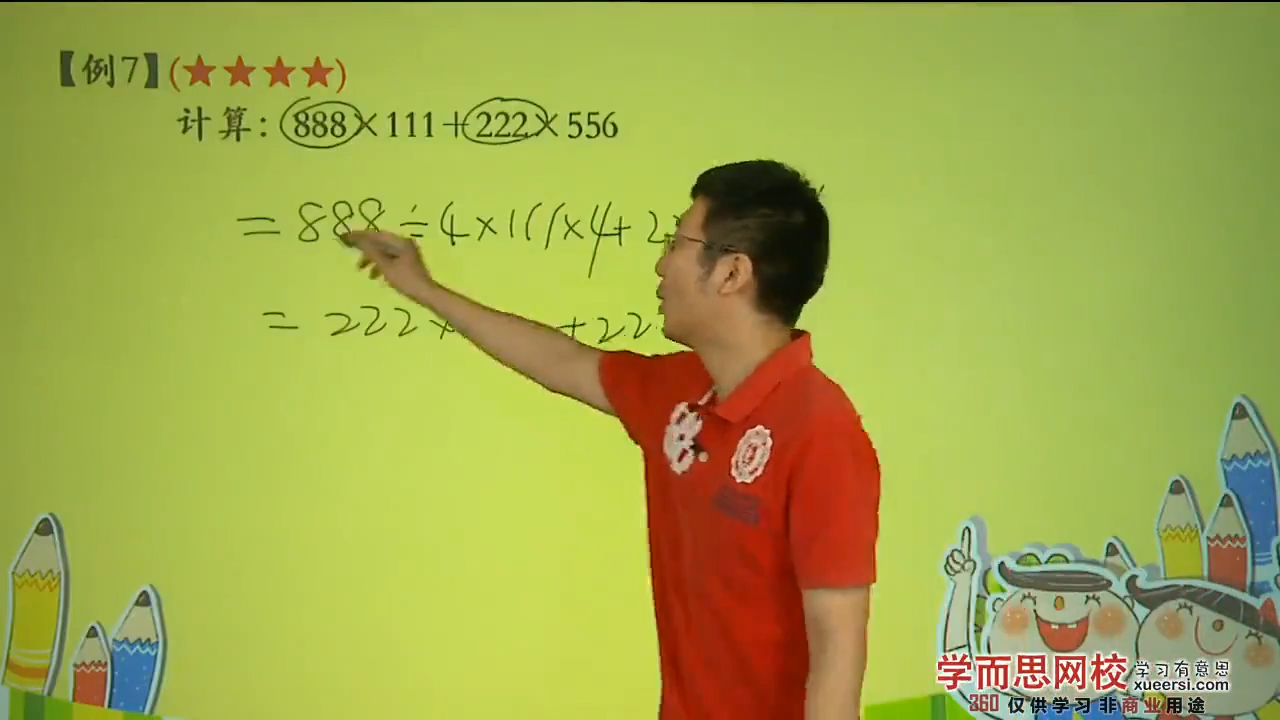 【例7】(★★★★)
计算：888×111+222×556
=888÷4×111×4+2
=222× +22
学而思网校 学习有意思
xueersi.com
360 仅供学习 非商业用途